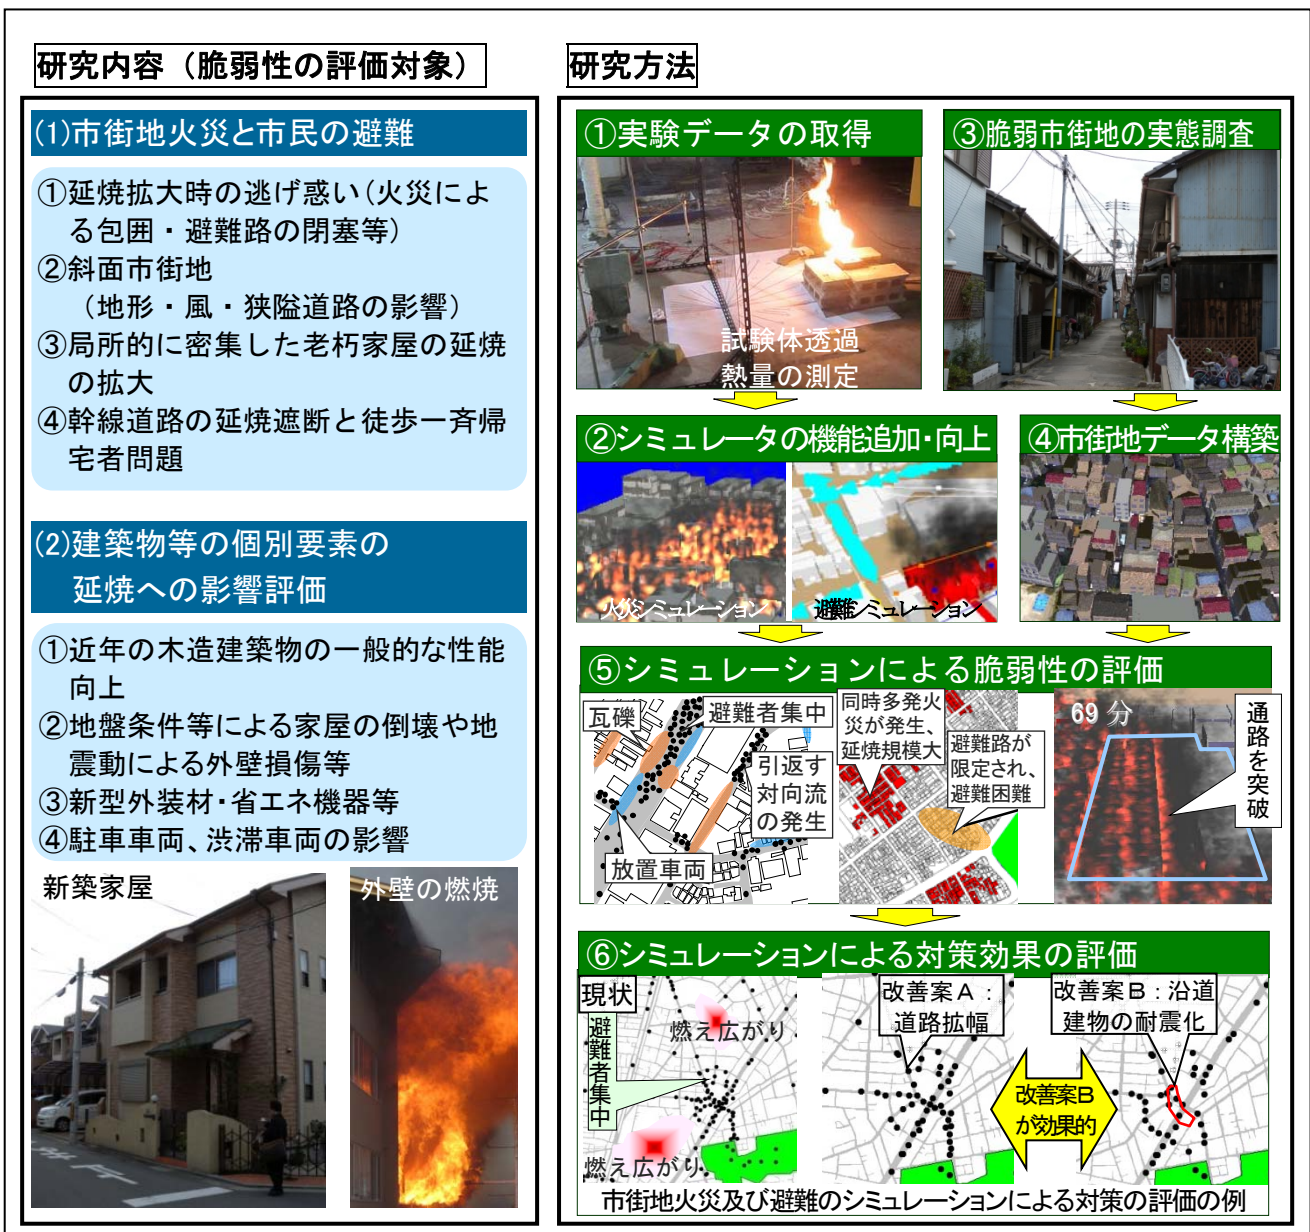 研究内容（脆弱性の評価対象）
⑴市街地火災と市民の避難
①延焼拡大時の逃げ惑い（火災によ
る包囲・避難路の閉塞等）
②斜面市街地
（地形・風・狭隘道路の影響）
③局所的に密集した老朽家屋の延焼
の拡大
④幹線道路の延焼遮断と徒歩一斉帰
宅者問題
⑵建築物等の個別要素の
延焼への影響評価
①近年の木造建築物の一般的な性能
向上
②地盤条件等による家屋の倒壊や地
震動による外壁損傷等
③新型外装材・省エネ機器等
④駐車車両、渋滞車両の影響
新築家屋
外壁の燃焼
研究方法
①実験データの取得
試験体透過
熱量の測定
③脆弱市街地の実態調査
②シミュレータの機能追加・向上
火災シミュレーション
避難シミュレーション
④市街地データ構築
⑤シミュレーションによる脆弱性の評価
瓦礫
避難者集中
引返す
対向流
の発生
放置車両
同時多発火
災が発生、
延焼規模大
避難路が
限定され、
避難困難
69 分
通路を突破
⑥シミュレーションによる対策効果の評価
現状
燃え広がり
避難者集中
燃え広がり
改善案Ａ：
道路拡幅
改善案Ｂ：沿道
建物の耐震化
改善案Ｂ
が効果的
市街地火災及び避難のシミュレーションによる対策の評価の例